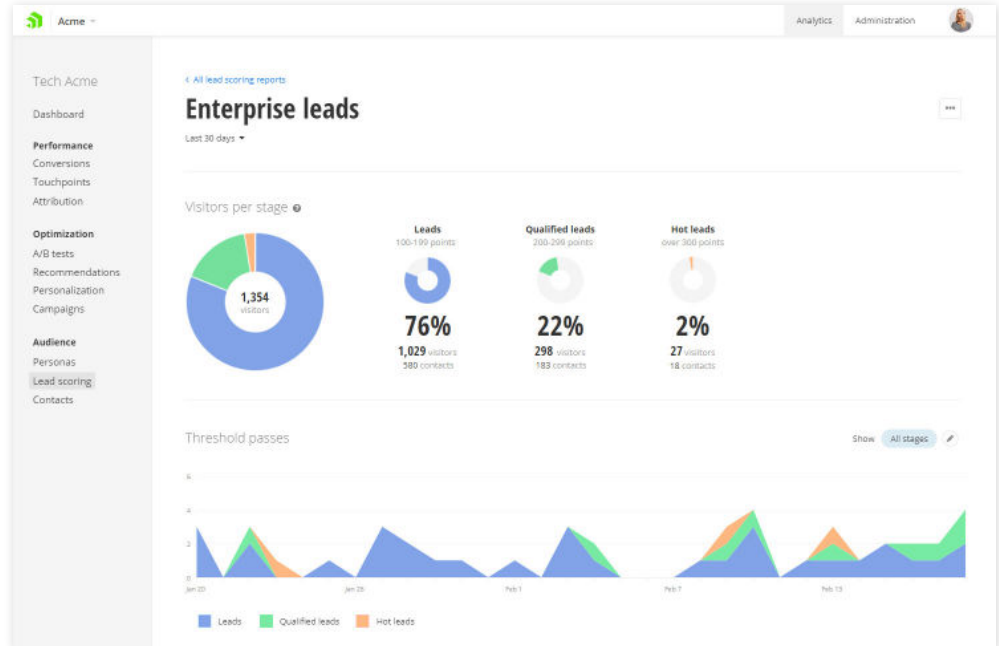 Acme
Analytics
Administration
Tech Acme
Dashboard
Performance
Conversions
Touchpoints
Attribution
Optimization
A/B tests
Recommendations
Personalization
Campaigns
Audience
Personas
Lead scoring
Contacts
‹ All lead scoring reports
Enterprise leads
Last 30 days
Visitors per stage
1,354
visitors
Leads
100-199 points
76%
1,029 visitors
580 contacts
Qualified leads
200-299 points
22%
298 visitors
183 contacts
Hot leads
over 300 points
2%
27 visitors
18 contacts
Threshold passes
Show All stages
6
4
2
0
Jan 20 Jan 25 Feb 1 Feb 7 Feb 13
Leads Qualified leads Hot leads